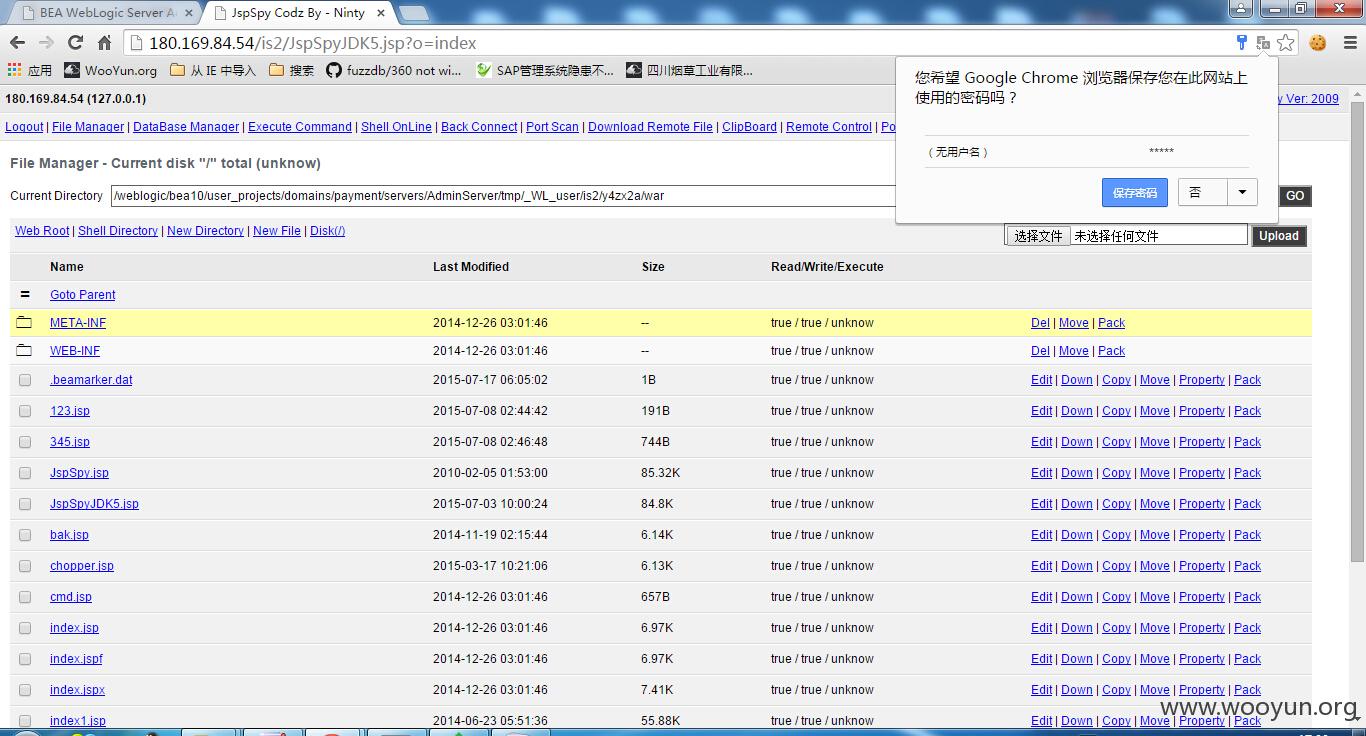 BEA WebLogic Server A
JspSpy Codz By - Ninty
180.169.84.54/is2/JspSpyJDK5.jsp?o=index
应用 WooYun.org 从 IE 中导入 搜索 fuzzdb/360 not wi... SAP管理系统隐患不... 四川烟草工业有限...
您希望 Google Chrome 浏览器保存您在此网站上
使用的密码吗？
（无用户名） *****
保存密码 否
180.169.84.54 (127.0.0.1) y Ver: 2009
Logout | File Manager | DataBase Manager | Execute Command | Shell OnLine | Back Connect | Port Scan | Download Remote File | ClipBoard | Remote Control | Po
File Manager - Current disk "/" total (unknow)
Current Directory /weblogic/bea10/user_projects/domains/payment/servers/AdminServer/tmp/_WL_user/is2/y4zx2a/war GO
Web Root | Shell Directory | New Directory | New File | Disk(/) 选择文件 未选择任何文件 Upload
Name Last Modified Size Read/Write/Execute
= Goto Parent
META-INF 2014-12-26 03:01:46 -- true / true / unknow Del | Move | Pack
WEB-INF 2014-12-26 03:01:46 -- true / true / unknow Del | Move | Pack
.beamarker.dat 2015-07-17 06:05:02 1B true / true / unknow Edit | Down | Copy | Move | Property | Pack
123.jsp 2015-07-08 02:44:42 191B true / true / unknow Edit | Down | Copy | Move | Property | Pack
345.jsp 2015-07-08 02:46:48 744B true / true / unknow Edit | Down | Copy | Move | Property | Pack
JspSpy.jsp 2010-02-05 01:53:00 85.32K true / true / unknow Edit | Down | Copy | Move | Property | Pack
JspSpyJDK5.jsp 2015-07-03 10:00:24 84.8K true / true / unknow Edit | Down | Copy | Move | Property | Pack
bak.jsp 2014-11-19 02:15:44 6.14K true / true / unknow Edit | Down | Copy | Move | Property | Pack
chopper.jsp 2015-03-17 10:21:06 6.13K true / true / unknow Edit | Down | Copy | Move | Property | Pack
cmd.jsp 2014-12-26 03:01:46 657B true / true / unknow Edit | Down | Copy | Move | Property | Pack
index.jsp 2014-12-26 03:01:46 6.97K true / true / unknow Edit | Down | Copy | Move | Property | Pack
index.jspf 2014-12-26 03:01:46 6.97K true / true / unknow Edit | Down | Copy | Move | Property | Pack
index.jspx 2014-12-26 03:01:46 7.41K true / true / unknow Edit | Down | Copy | Move | Property | Pack
index1.jsp 2014-06-23 05:51:36 55.88K true / true / unknow Edit | Down | Copy | Move | Property | Pack
www.wooyun.org